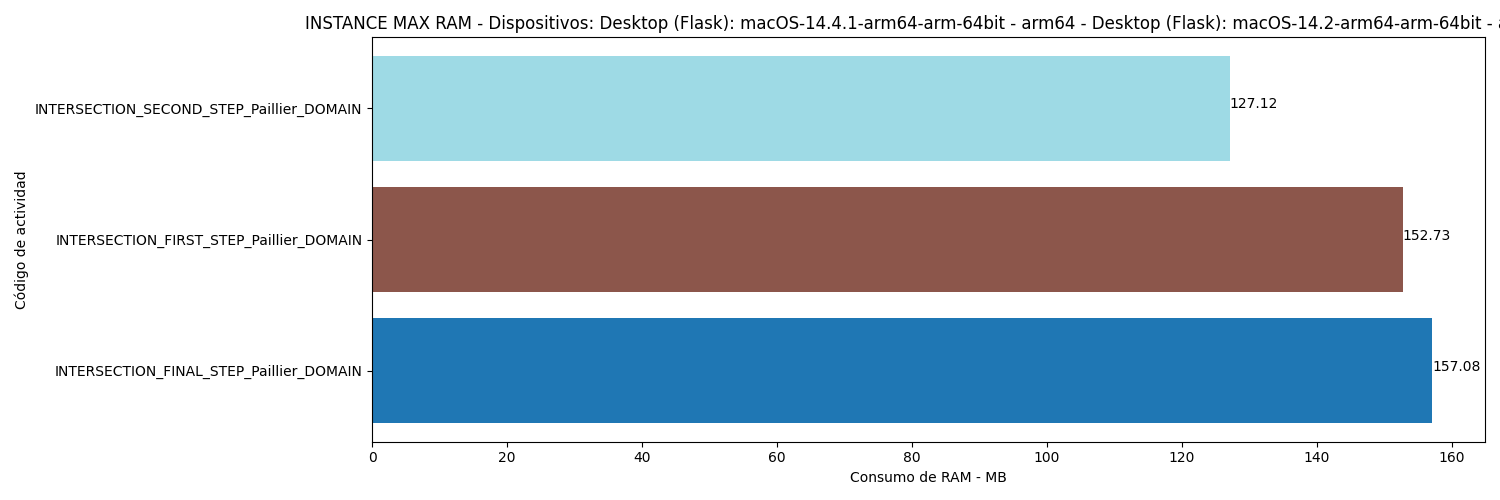 INSTANCE MAX RAM - Dispositivos: Desktop (Flask): macOS-14.4.1-arm64-arm-64bit - arm64 - Desktop (Flask): macOS-14.2-arm64-arm-64bit -
INTERSECTION_SECOND_STEP_Paillier_DOMAIN
127.12
INTERSECTION_FIRST_STEP_Paillier_DOMAIN
152.73
INTERSECTION_FINAL_STEP_Paillier_DOMAIN
157.08
Código de actividad
0 20 40 60 80 100 120 140 160
Consumo de RAM - MB